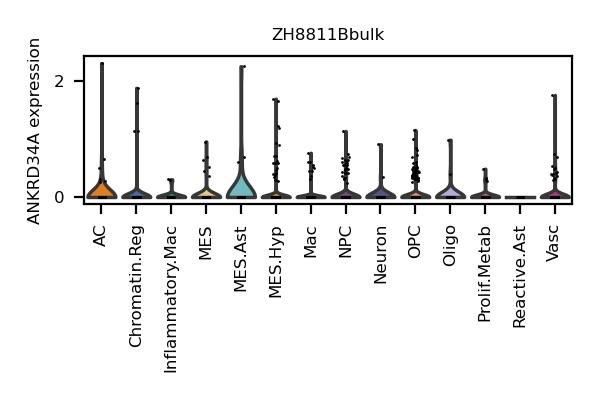 ZH8811Bbulk
ANKRD34A expression
2
0
AC
Chromatin.Reg
Inflammatory.Mac
MES
MES.Ast
MES.Hyp
Mac
NPC
Neuron
OPC
Oligo
Prolif.Metab
Reactive.Ast
Vasc